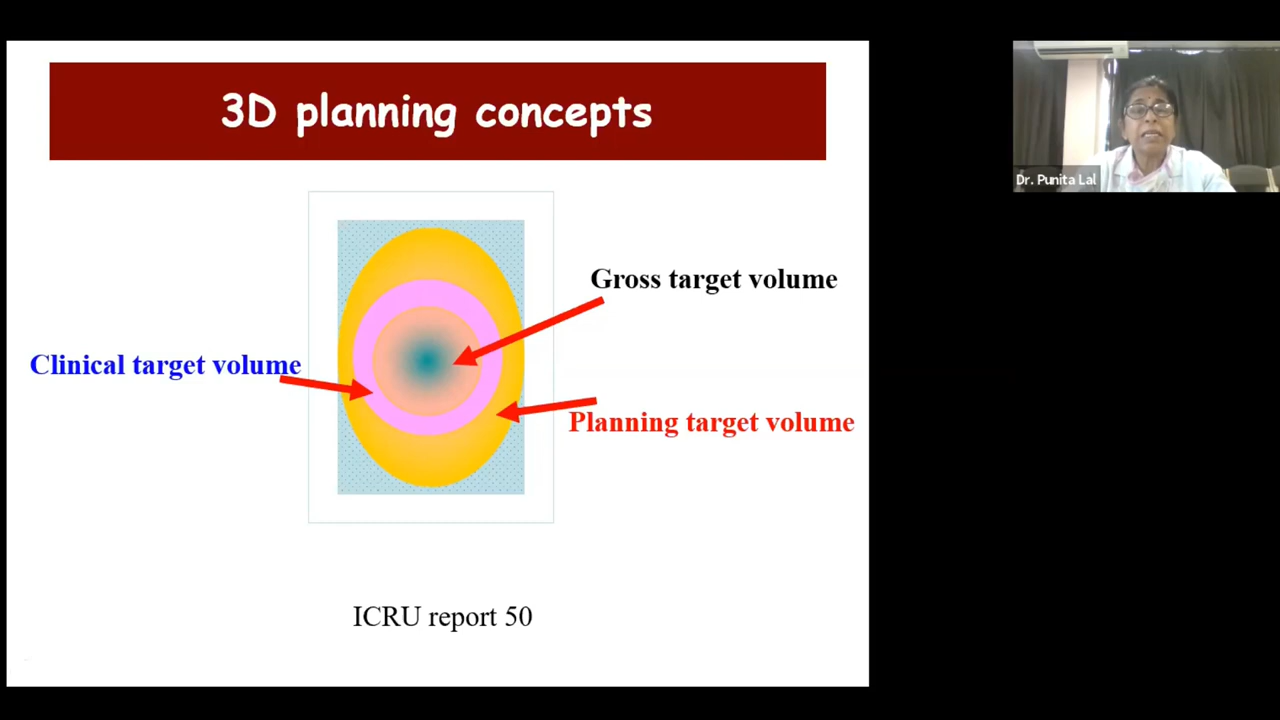 3D planning concepts
Dr. Punita Lal
Gross target volume
Clinical target volume
Planning target volume
ICRU report 50